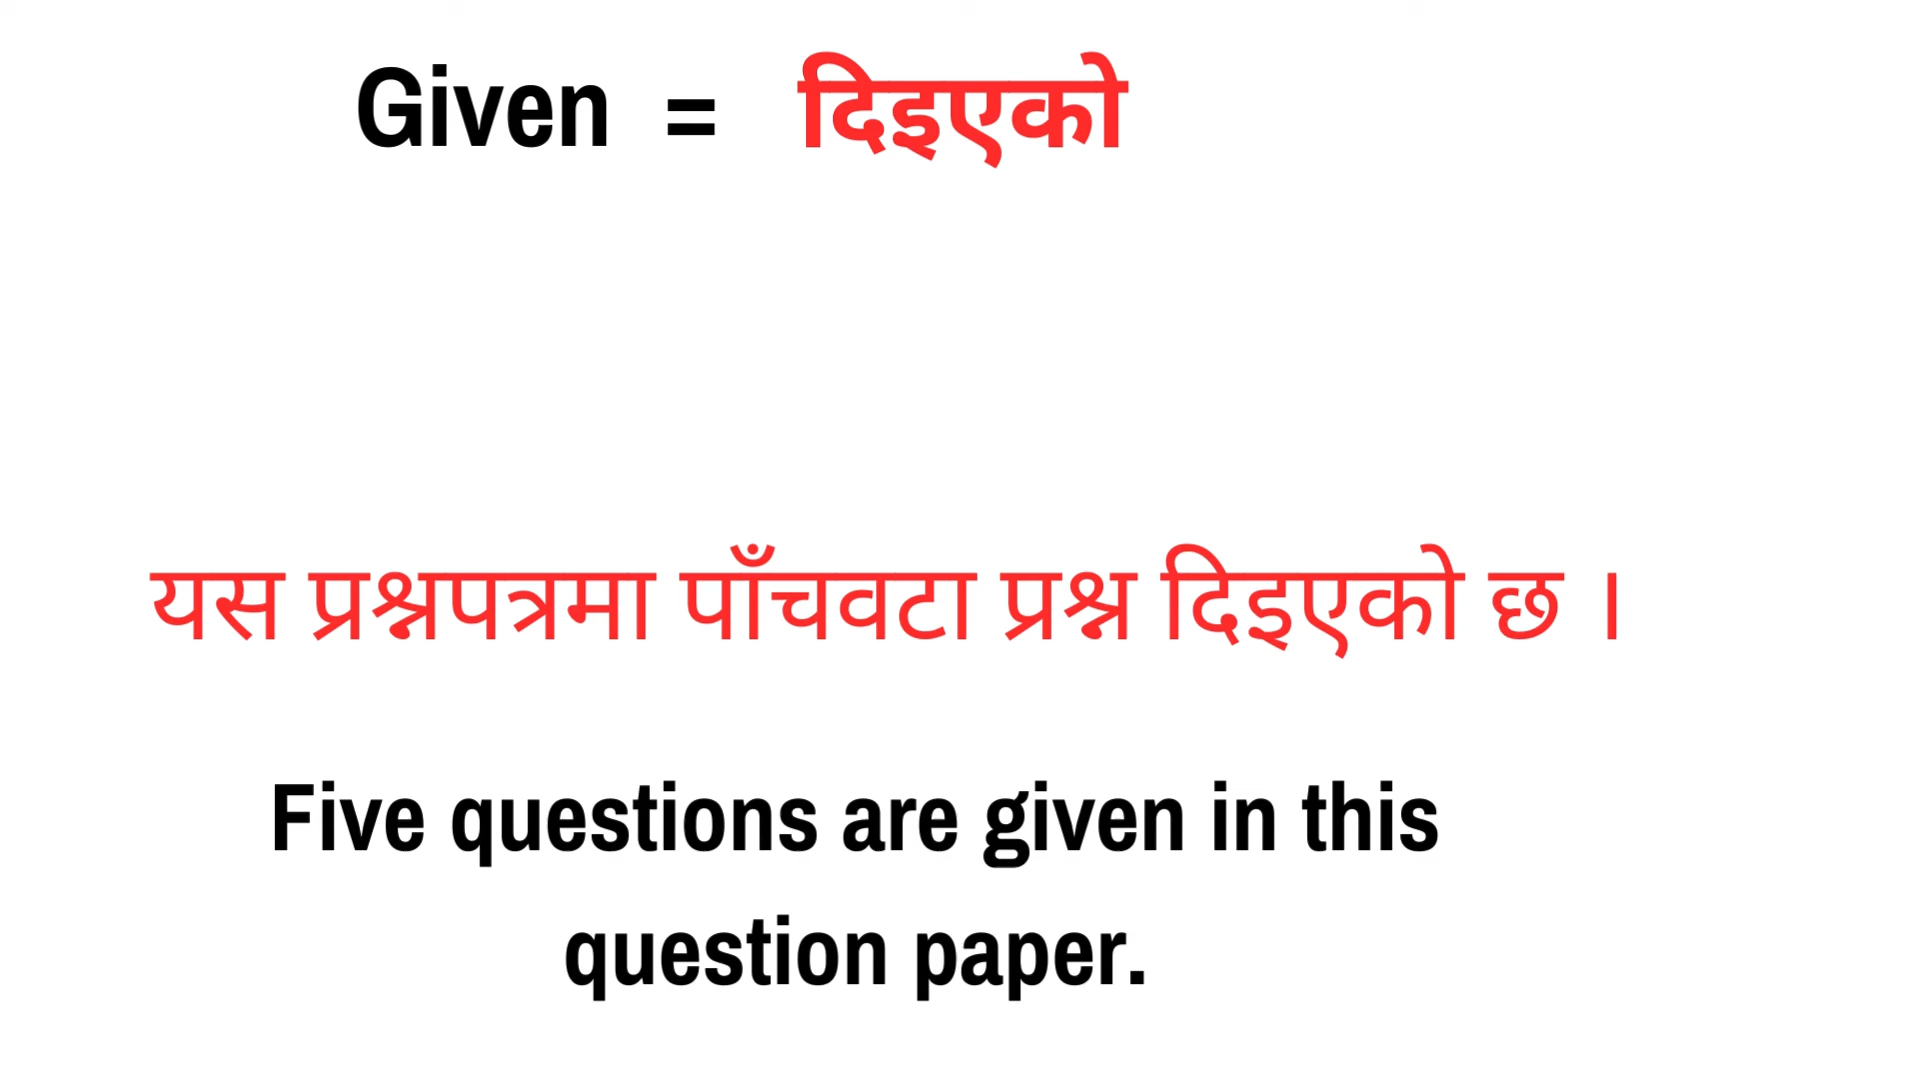 Given = दिइएको
यस प्रश्नपत्रमा पाँचवटा प्रश्न दिइएको छ ।
Five questions are given in this
question paper.